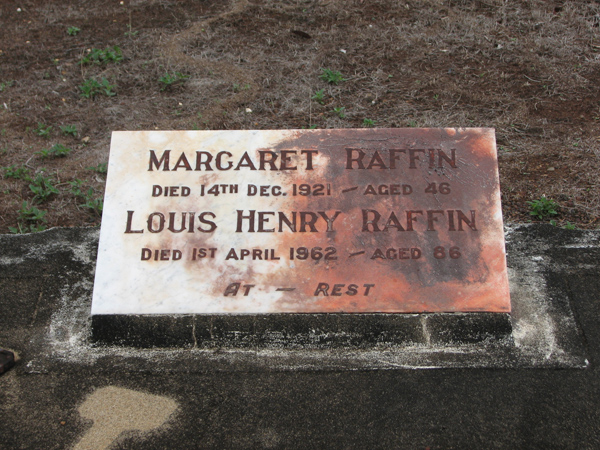 MARGARET RAFFIN
DIED 14TH DEC. 1921 — AGED 46
LOUIS HENRY RAFFIN
DIED 1ST APRIL 1962 — AGED 86
AT — REST